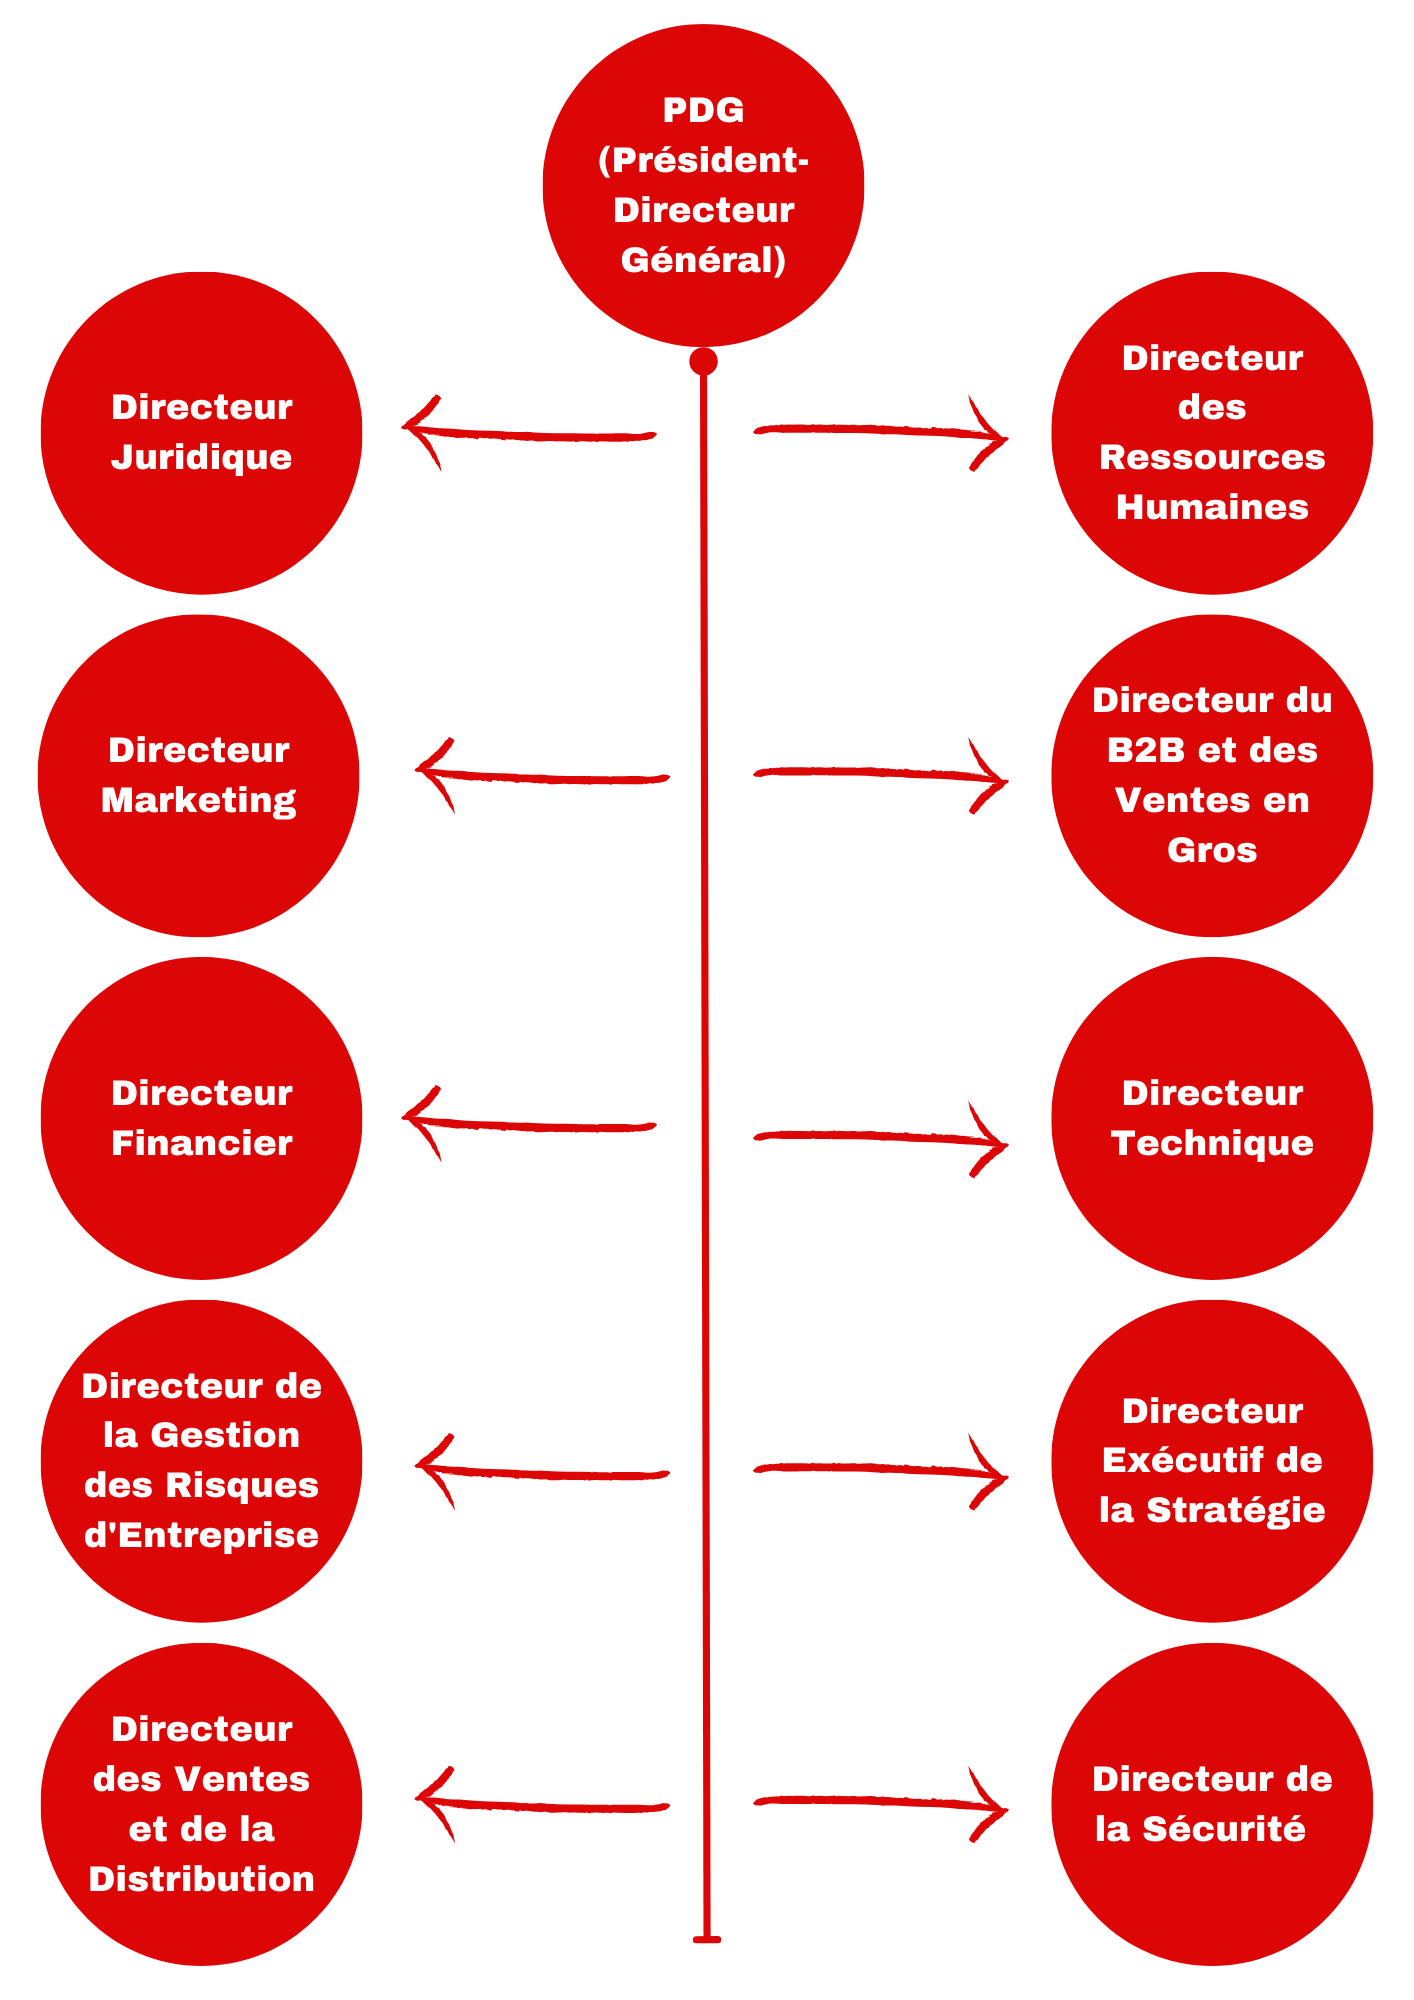 PDG
(Président-
Directeur
Général)
Directeur
Juridique
Directeur
des
Ressources
Humaines
Directeur
Marketing
Directeur du
B2B et des
Ventes en
Gros
Directeur
Financier
Directeur
Technique
Directeur de
la Gestion
des Risques
d'Entreprise
Directeur
Exécutif de
la Stratégie
Directeur
des Ventes
et de la
Distribution
Directeur de
la Sécurité